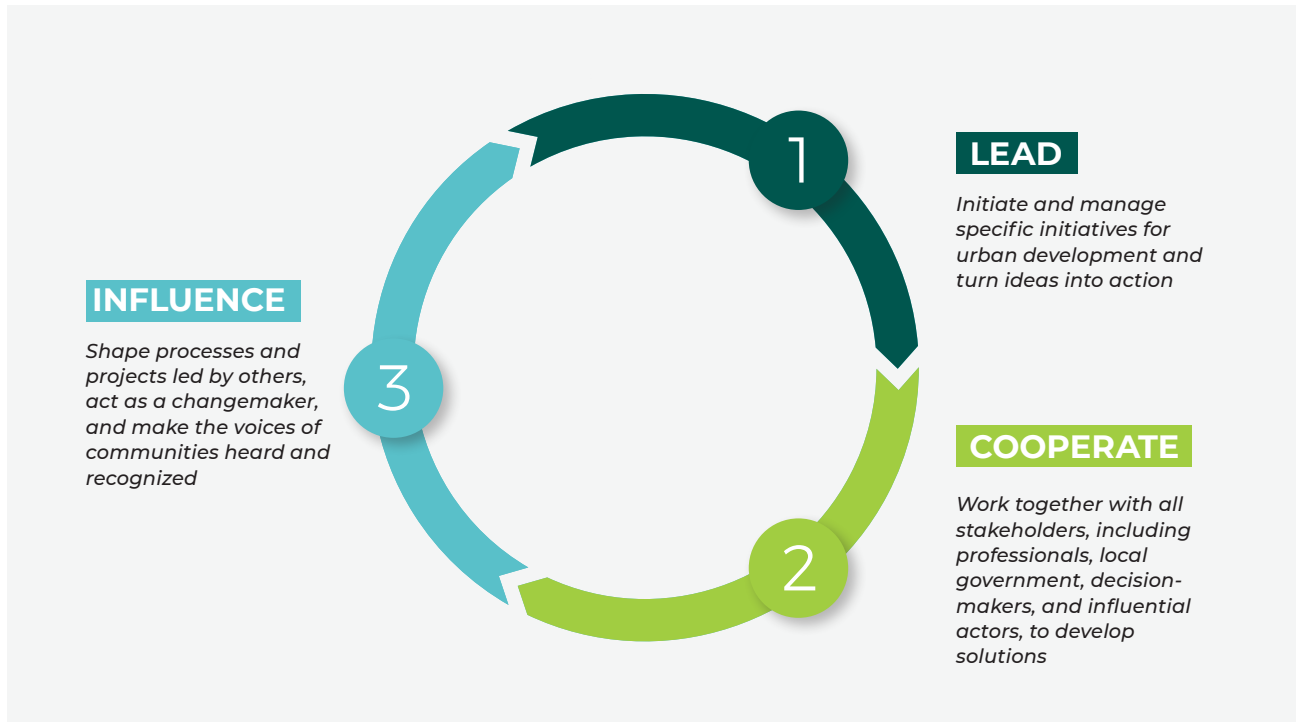 1
LEAD
Initiate and manage
specific initiatives for
urban development and
turn ideas into action
2
COOPERATE
Work together with all
stakeholders, including
professionals, local
government, decision-
makers, and influential
actors, to develop
solutions
3
INFLUENCE
Shape processes and
projects led by others,
act as a changemaker,
and make the voices of
communities heard and
recognized